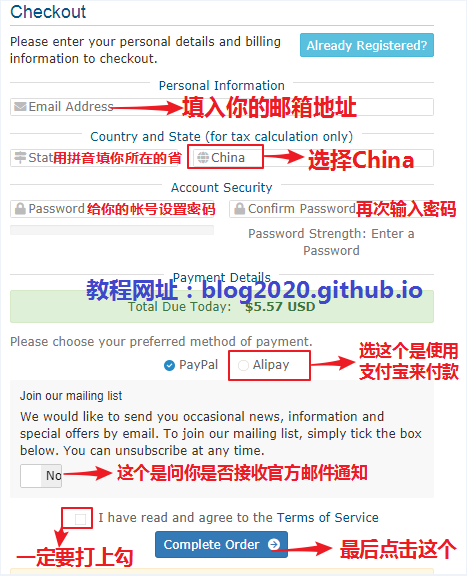 Checkout
Please enter your personal details and billing information to checkout.
Already Registered?
Personal Information
Email Address
填入你的邮箱地址
Country and State (for tax calculation only)
用拼音填你所在的省
China
选择China
Account Security
Password
给你的帐号设置密码
Confirm Password
再次输入密码
Password Strength: Enter a Password
Payment Details
教程网址：blog2020.github.io
Total Due Today: $5.57 USD
Please choose your preferred method of payment.
PayPal
Alipay
选这个是使用
支付宝来付款
Join our mailing list
We would like to send you occasional news, information and
special offers by email. To join our mailing list, simply tick the box
below. You can unsubscribe at any time.
No
这个是问你是否接收官方邮件通知
I have read and agree to the Terms of Service
一定要打上勾
Complete Order
最后点击这个